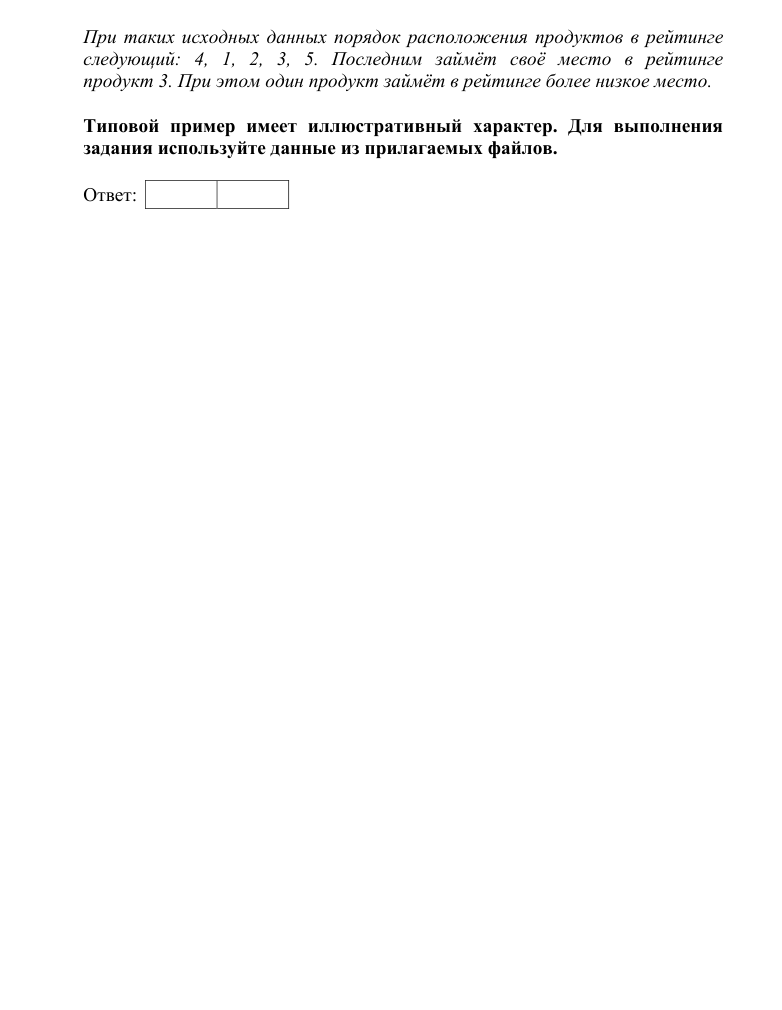 При таких исходных данных порядок расположения продуктов в рейтинге
следующий: 4, 1, 2, 3, 5. Последним займёт своё место в рейтинге
продукт 3. При этом один продукт займёт в рейтинге более низкое место.
Типовой пример имеет иллюстративный характер. Для выполнения
задания используйте данные из прилагаемых файлов.
Ответ: